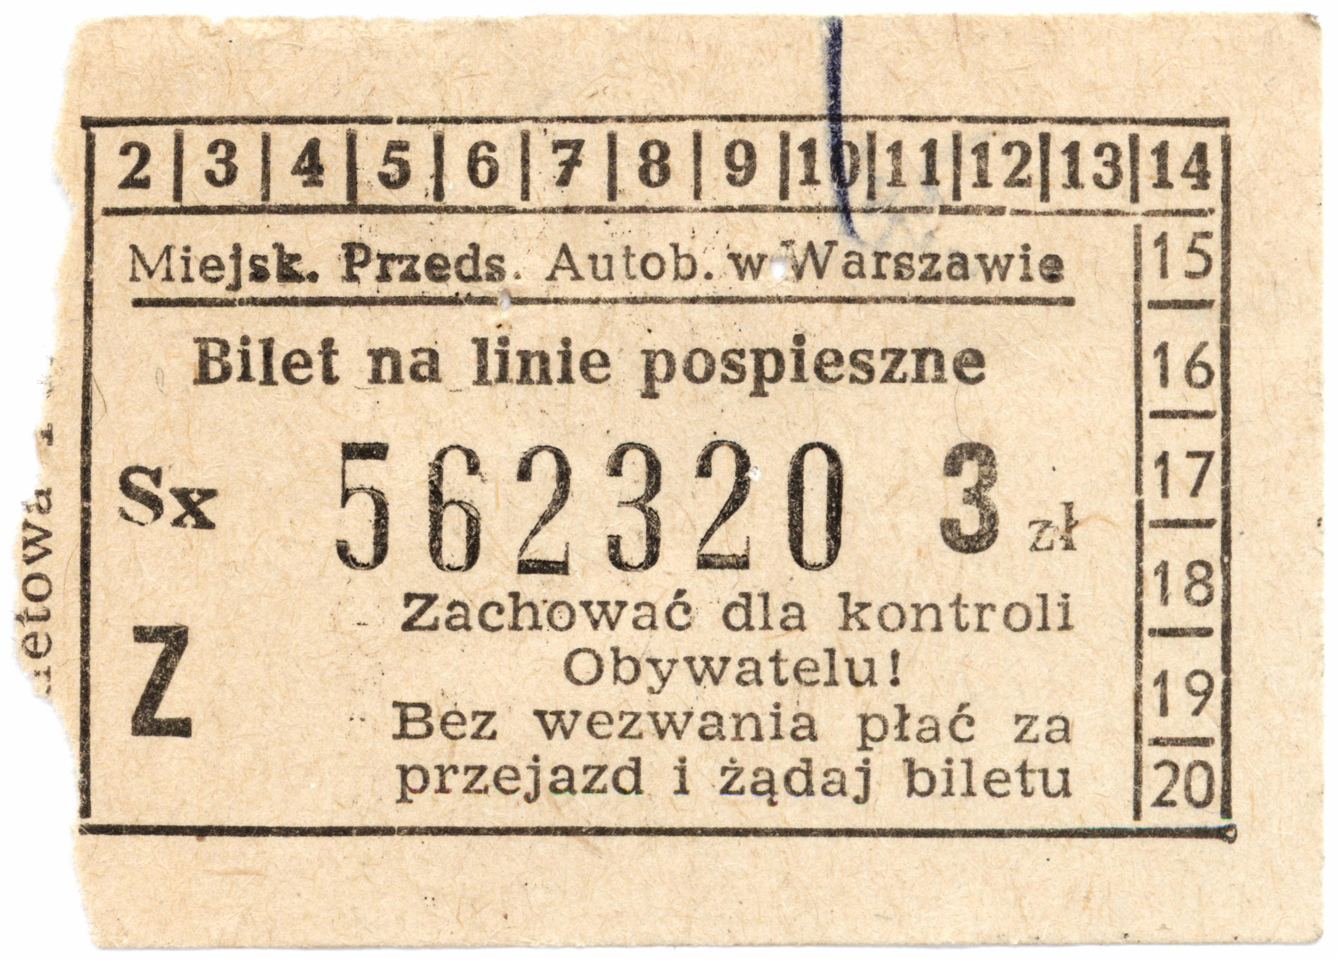 2 | 3 | 4 | 5 | 6 | 7 | 8 | 9 | 10 | 11 | 12 | 13 | 14
Miejsk. Przeds. Autob. w Warszawie
Bilet na linie pospieszne
Sx 562320 3 zł
Z
Zachować dla kontroli
Obywatelu!
Bez wezwania płać za
przejazd i żądaj biletu
15
16
17
18
19
20